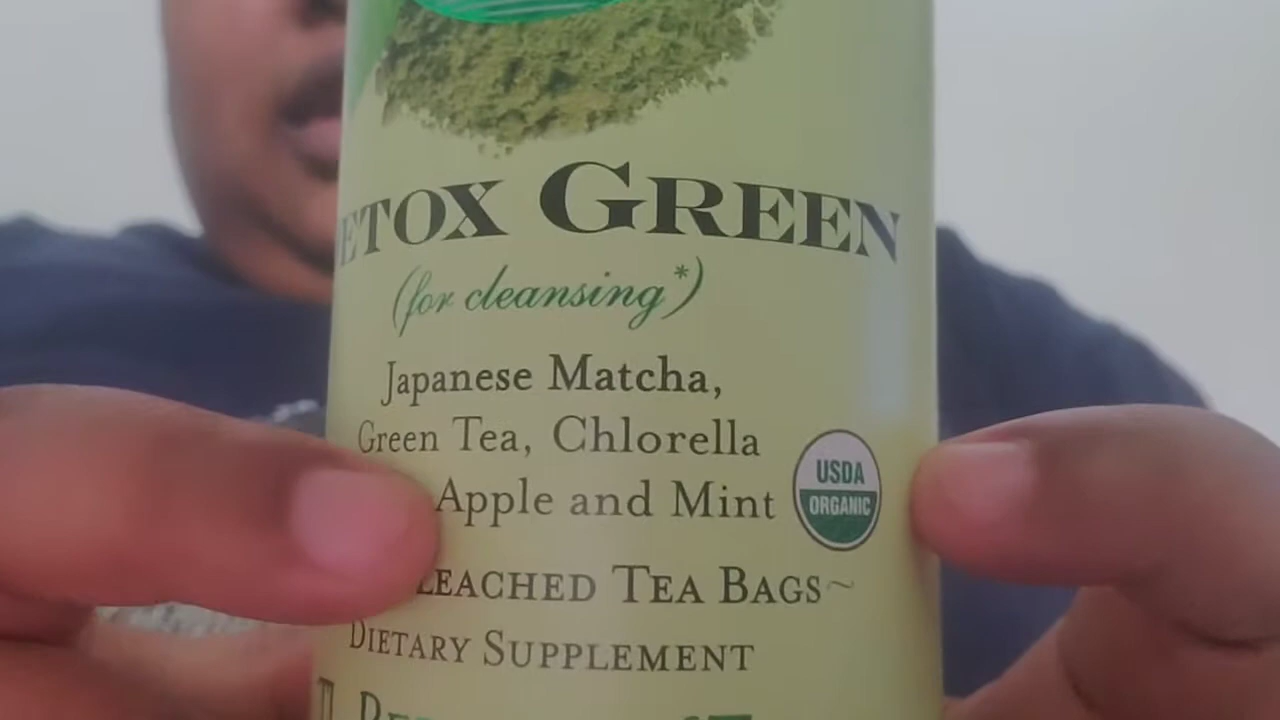 ETOX GREEN
(for cleansing*)
Japanese Matcha,
Green Tea, Chlorella
Apple and Mint
USDA
ORGANIC
LEACHED TEA BAGS~
DIETARY SUPPLEMENT